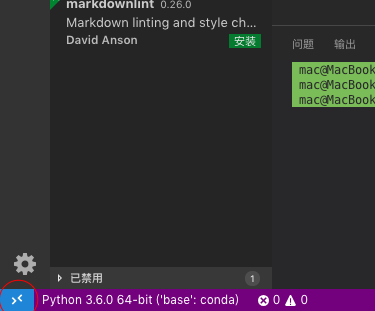 markdownlint 0.26.0
Markdown linting and style ch...
David Anson
安装
问题 输出
mac@MacBook
mac@MacBook
mac@MacBook
已禁用 1
Python 3.6.0 64-bit ('base': conda) 0 0